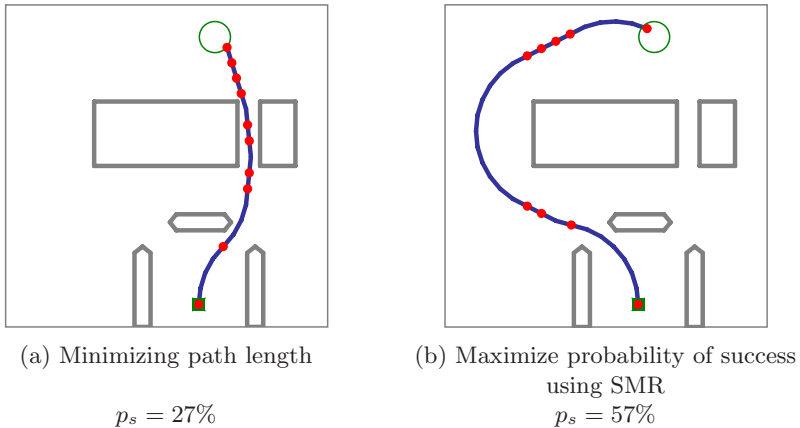 (a) Minimizing path length
p_s = 27%
(b) Maximize probability of success
using SMR
p_s = 57%